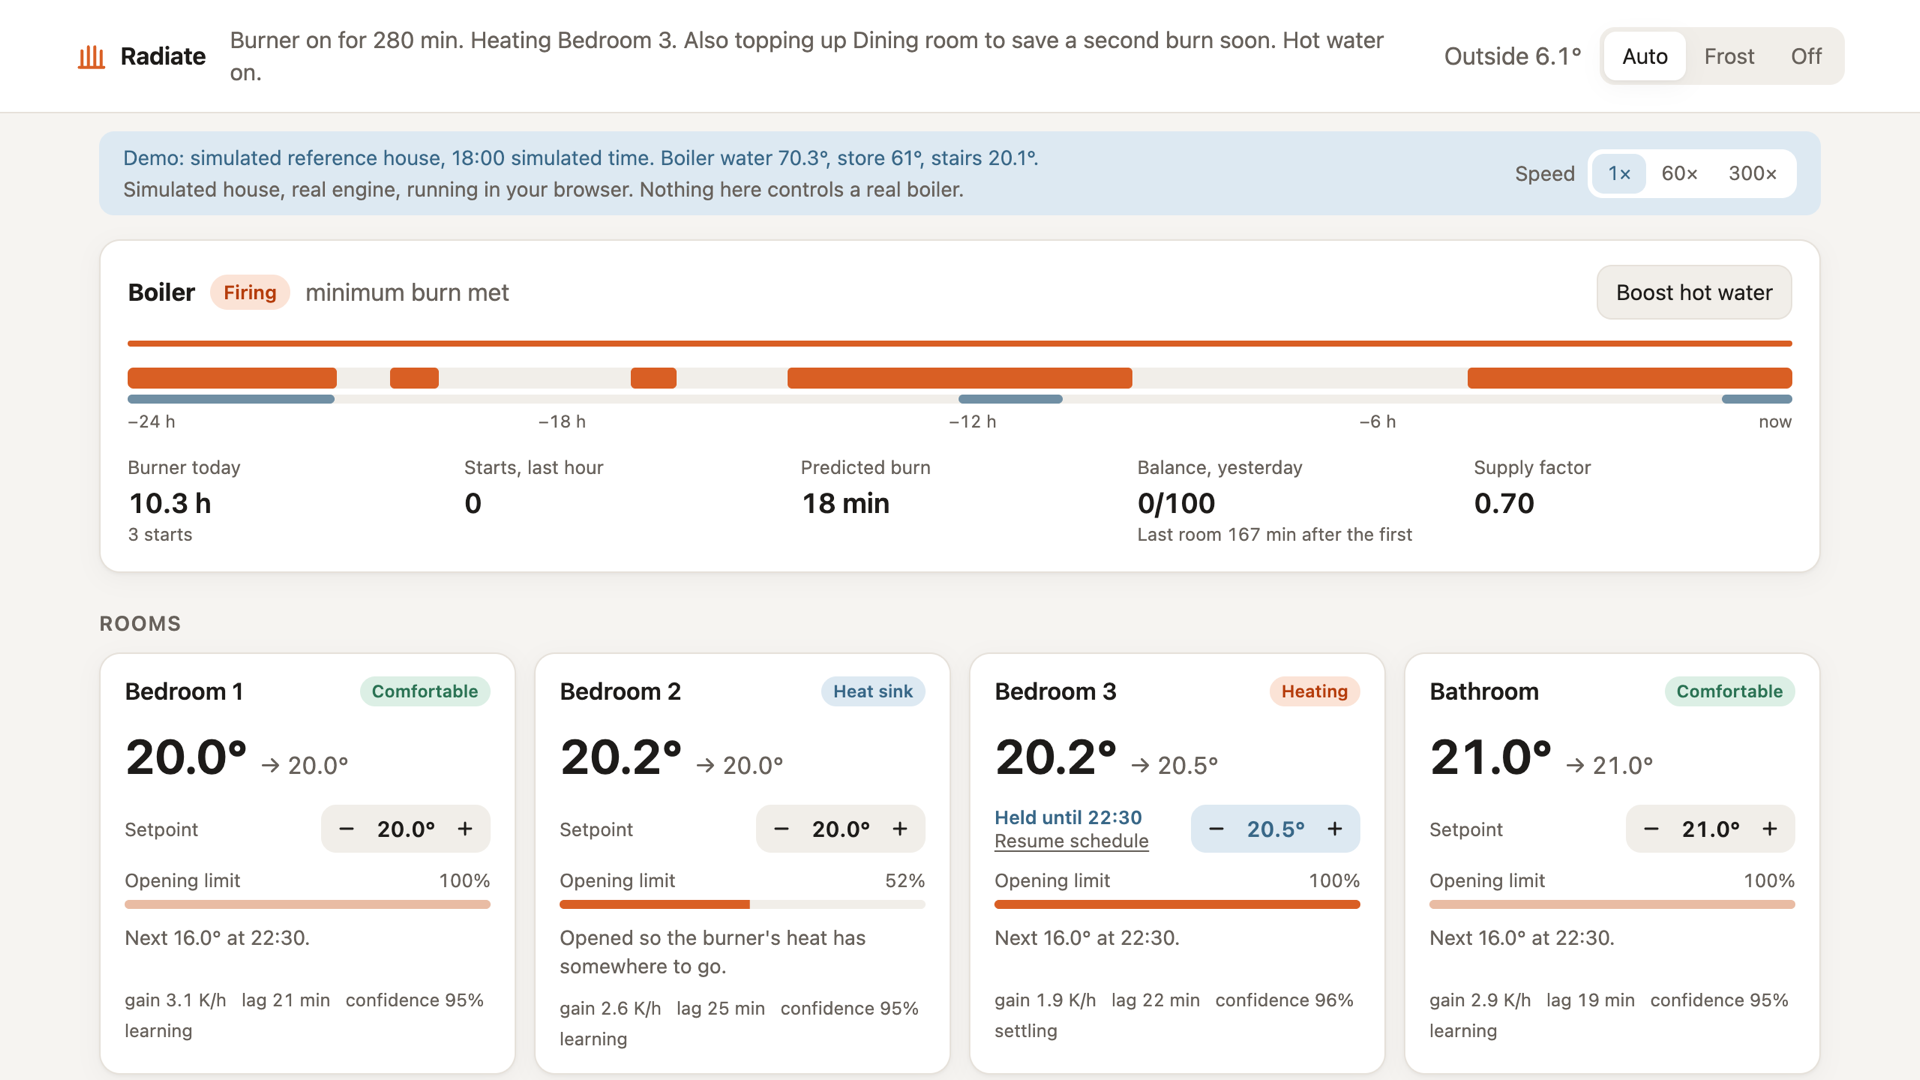 Radiate
Burner on for 280 min. Heating Bedroom 3. Also topping up Dining room to save a second burn soon. Hot water
on.
Outside 6.1°
Auto Frost Off
Demo: simulated reference house, 18:00 simulated time. Boiler water 70.3°, store 61°, stairs 20.1°.
Simulated house, real engine, running in your browser. Nothing here controls a real boiler.
Speed 1× 60× 300×
Boiler Firing minimum burn met
Boost hot water
−24 h −18 h −12 h −6 h now
Burner today
10.3 h
3 starts
Starts, last hour
0
Predicted burn
18 min
Balance, yesterday
0/100
Last room 167 min after the first
Supply factor
0.70
ROOMS
Bedroom 1 Comfortable
20.0° → 20.0°
Setpoint − 20.0° +
Opening limit 100%
Next 16.0° at 22:30.
gain 3.1 K/h lag 21 min confidence 95%
learning
Bedroom 2 Heat sink
20.2° → 20.0°
Setpoint − 20.0° +
Opening limit 52%
Opened so the burner's heat has
somewhere to go.
gain 2.6 K/h lag 25 min confidence 95%
learning
Bedroom 3 Heating
20.2° → 20.5°
Held until 22:30
Resume schedule
− 20.5° +
Opening limit 100%
Next 16.0° at 22:30.
gain 1.9 K/h lag 22 min confidence 96%
settling
Bathroom Comfortable
21.0° → 21.0°
Setpoint − 21.0° +
Opening limit 100%
Next 16.0° at 22:30.
gain 2.9 K/h lag 19 min confidence 95%
learning